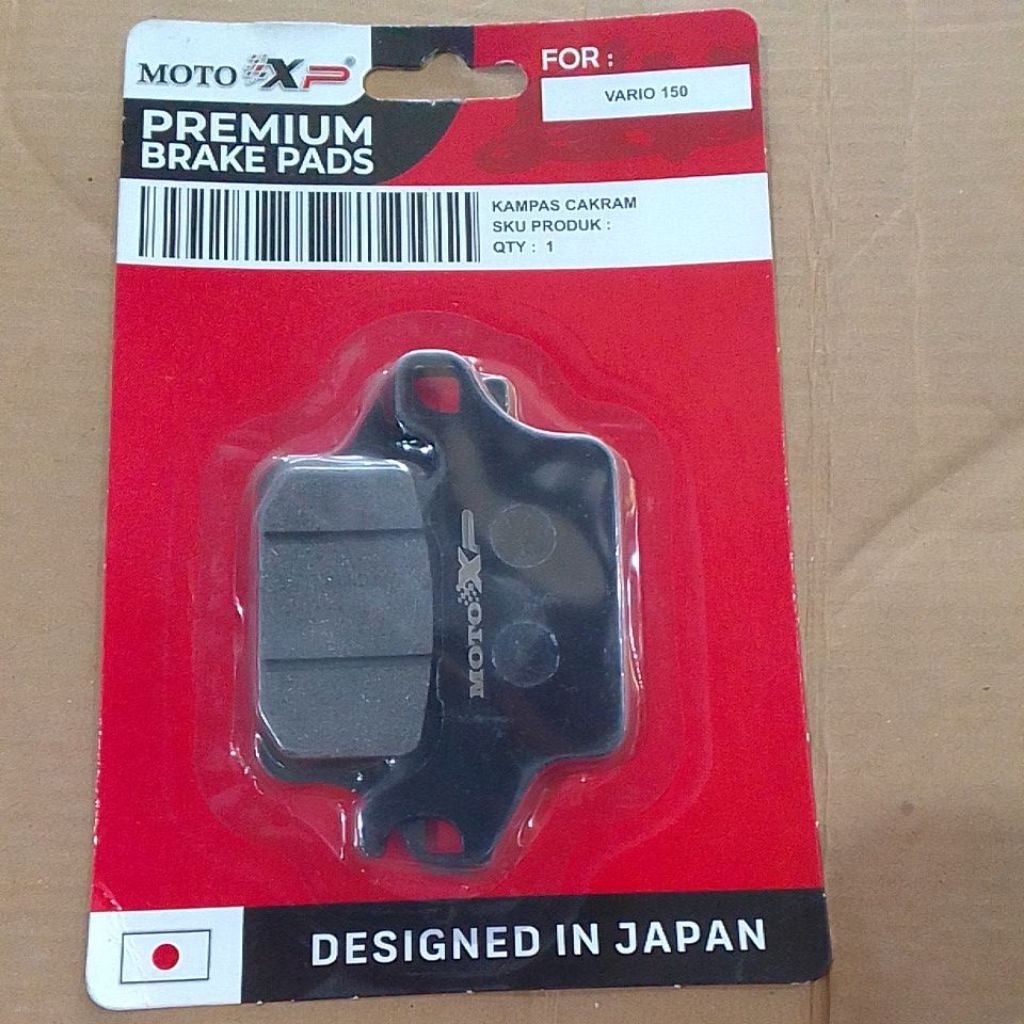 MOTO XP®
PREMIUM
BRAKE PADS
FOR :
VARIO 150
KAMPAS CAKRAM
SKU PRODUK :
QTY : 1
MOTO XP
DESIGNED IN JAPAN